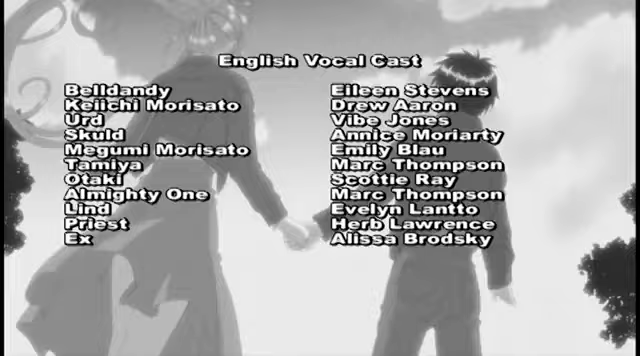 English Vocal Cast
Belldandy Eileen Stevens
Keiichi Morisato Drew Aaron
Urd Vibe Jones
Skuld Annice Moriarty
Megumi Morisato Emily Blau
Tamiya Marc Thompson
Otaki Scottie Ray
Almighty One Marc Thompson
Lind Evelyn Lantto
Priest Herb Lawrence
Ex Alissa Brodsky